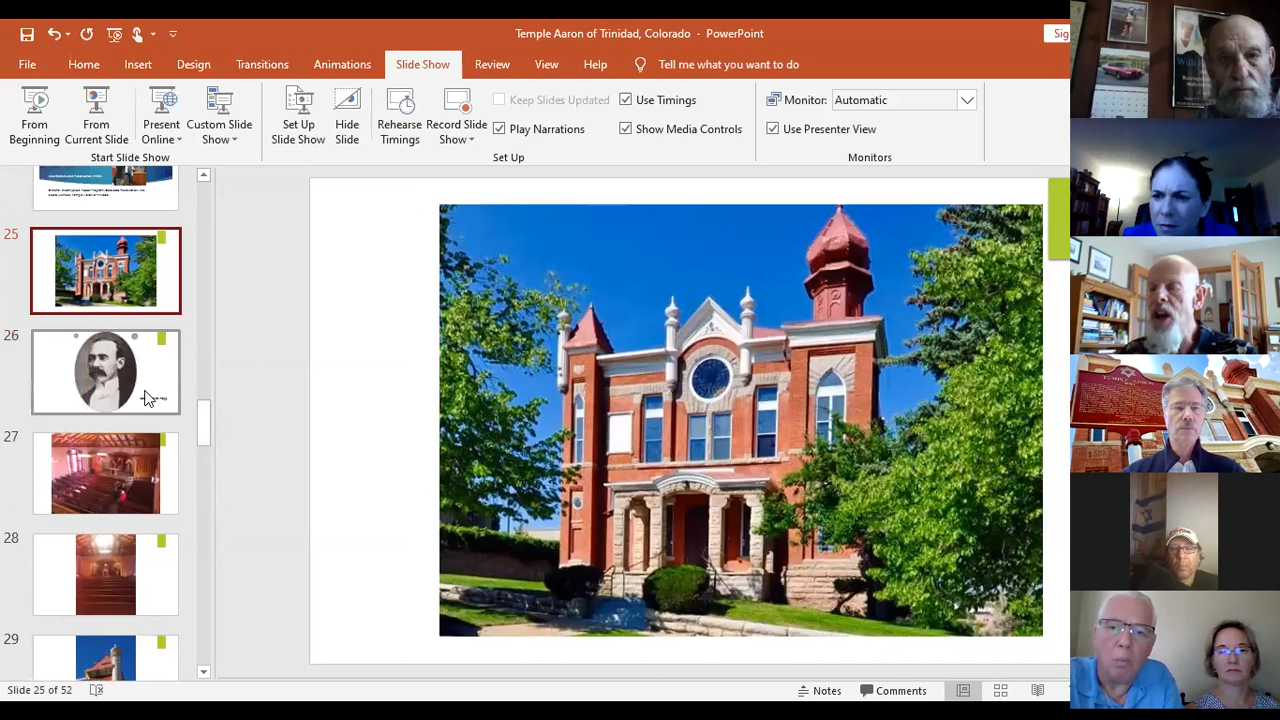 Temple Aaron of Trinidad, Colorado - PowerPoint
File Home Insert Design Transitions Animations Slide Show Review View Help Tell me what you want to do
From Beginning
From Current Slide
Present Online
Custom Slide Show
Set Up Slide Show
Hide Slide
Rehearse Timings
Record Slide Show
Keep Slides Updated
Play Narrations
Use Timings
Show Media Controls
Monitor: Automatic
Use Presenter View
Start Slide Show
Set Up
Monitors
25
26
27
28
29
Slide 25 of 52
Notes
Comments
TEMPLE AARON